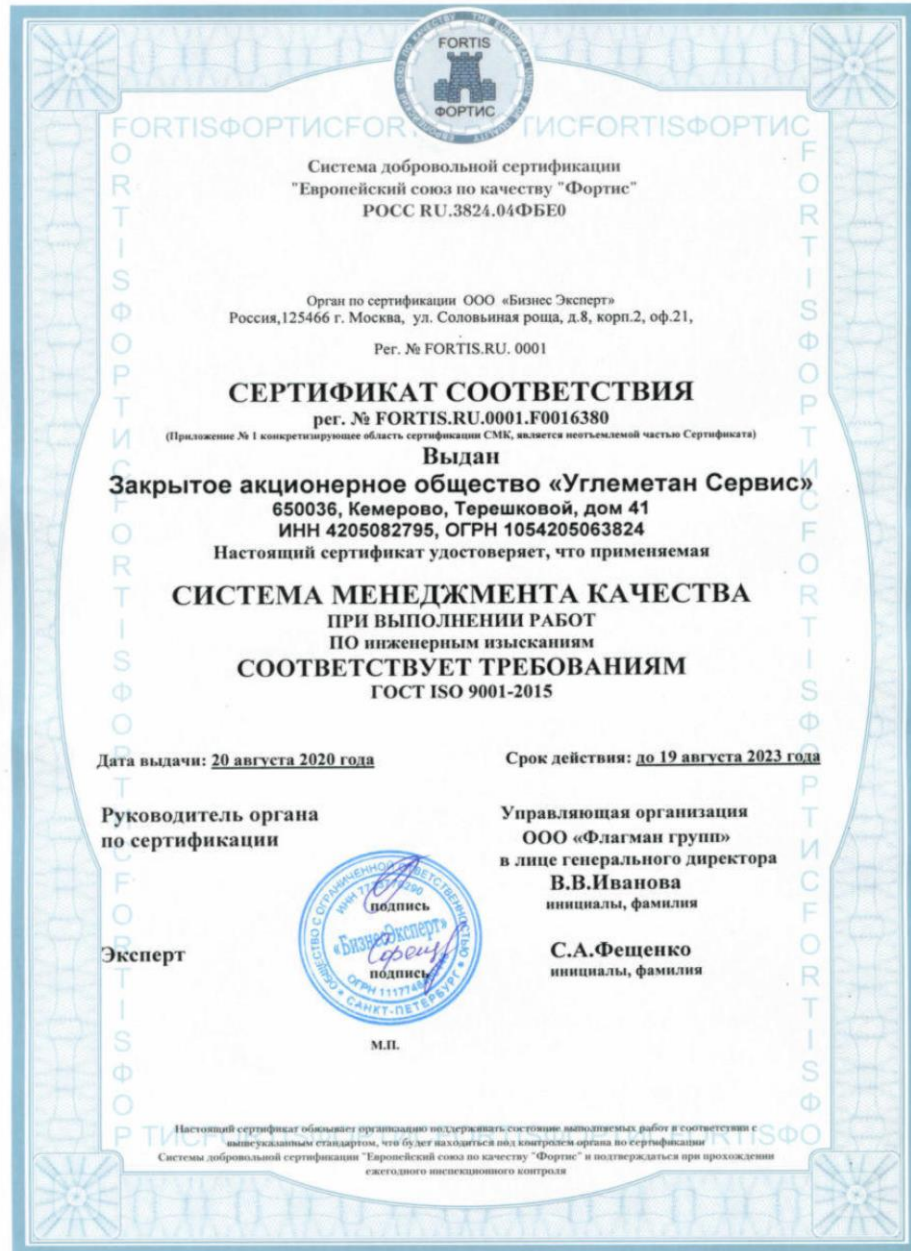 FORTIS
ФОРТИС
Система добровольной сертификации
"Европейский союз по качеству "Фортис"
РОСС RU.3824.04ФБЕ0
Орган по сертификации ООО «Бизнес Эксперт»
Россия,125466 г. Москва, ул. Соловьиная роща, д.8, корп.2, оф.21,
Рег. № FORTIS.RU. 0001
СЕРТИФИКАТ СООТВЕТСТВИЯ
рег. № FORTIS.RU.0001.F0016380
(Приложение № 1 конкретизирующее область сертификации СМК, является неотъемлемой частью Сертификата)
Выдан
Закрытое акционерное общество «Углеметан Сервис»
650036, Кемерово, Терешковой, дом 41
ИНН 4205082795, ОГРН 1054205063824
Настоящий сертификат удостоверяет, что применяемая
СИСТЕМА МЕНЕДЖМЕНТА КАЧЕСТВА
ПРИ ВЫПОЛНЕНИИ РАБОТ
ПО инженерным изысканиям
СООТВЕТСТВУЕТ ТРЕБОВАНИЯМ
ГОСТ ISO 9001-2015
Дата выдачи: 20 августа 2020 года
Срок действия: до 19 августа 2023 года
Руководитель органа
по сертификации
Управляющая организация
ООО «Флагман групп»
в лице генерального директора
В.В.Иванова
инициалы, фамилия
подпись
Эксперт
С.А.Фещенко
инициалы, фамилия
подпись
ОБЩЕСТВО С ОГРАНИЧЕННОЙ ОТВЕТСТВЕННОСТЬЮ
«БизнесЭксперт»
САНКТ-ПЕТЕРБУРГ
М.П.
Настоящий сертификат обязывает организацию поддерживать состояние выполняемых работ в соответствии с
вышеуказанным стандартом, что будет находиться под контролем органа по сертификации
Системы добровольной сертификации "Европейский союз по качеству "Фортис" и подтверждаться при прохождении
ежегодного инспекционного контроля